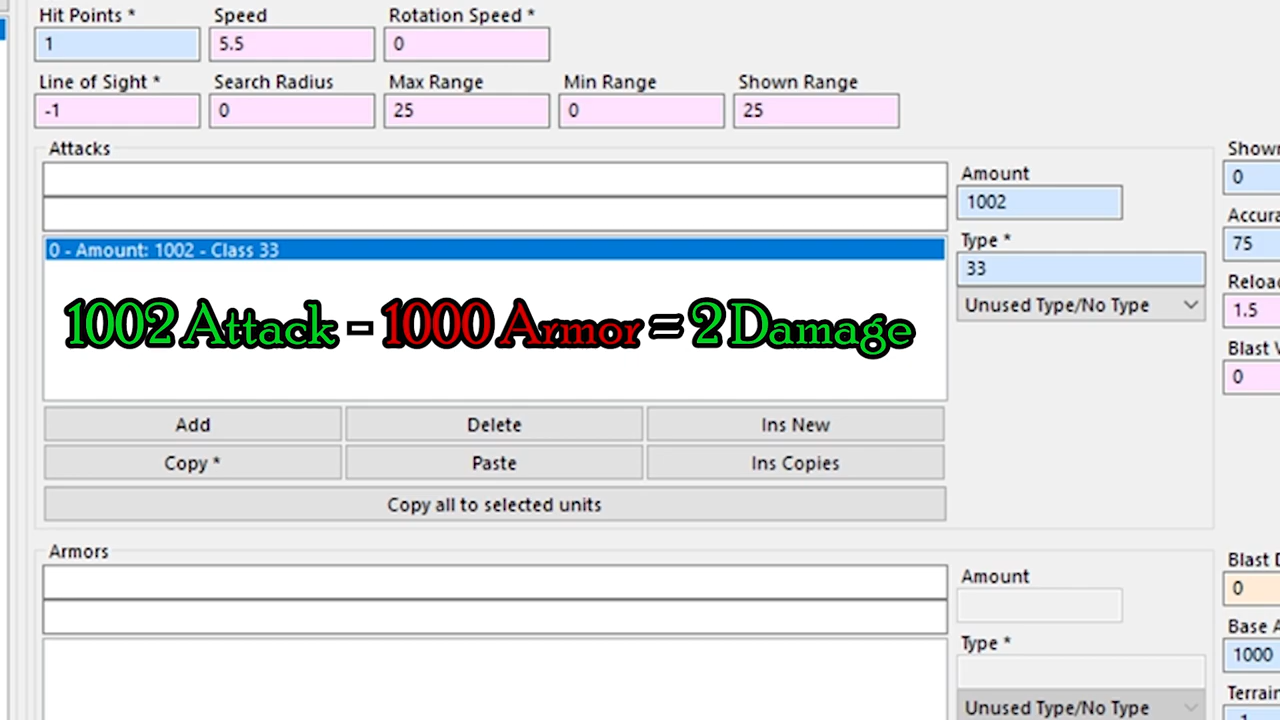 Hit Points * Speed Rotation Speed *
1 5.5 0
Line of Sight * Search Radius Max Range Min Range Shown Range
-1 0 25 0 25
Attacks
Amount
1002
0 - Amount: 1002 - Class 33
Type *
33
Unused Type/No Type
1002 Attack - 1000 Armor = 2 Damage
Add Delete Ins New
Copy * Paste Ins Copies
Copy all to selected units
Shown
0
Accura
75
Reload
1.5
Blast
0
Armors
Amount
Type *
Unused Type/No Type
Blast
0
Base A
1000
Terrain
-1